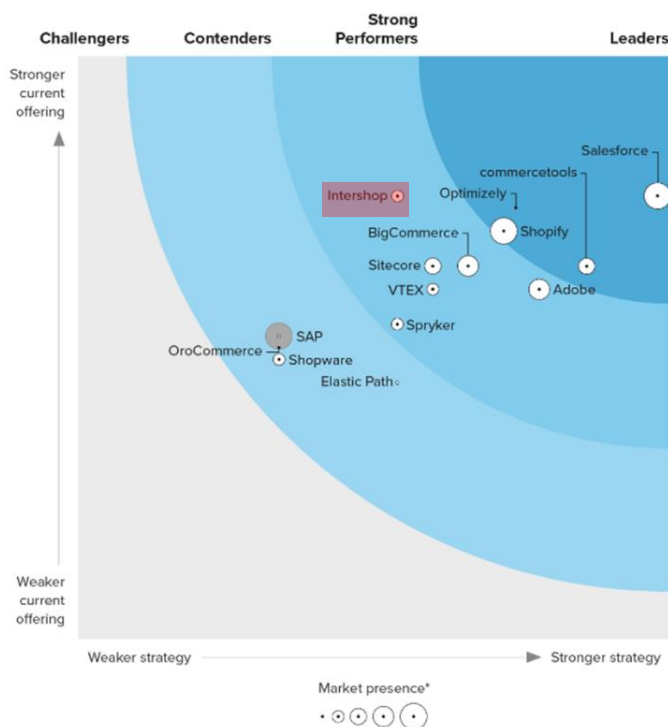 Challengers
Contenders
Strong
Performers
Leaders
Stronger
current
offering
Salesforce
commercetools
Intershop
Optimizely
BigCommerce
Shopify
Sitecore
VTEX
Adobe
Spryker
SAP
OroCommerce
Shopware
Elastic Path
Weaker
current
offering
Weaker strategy
Stronger strategy
Market presence*